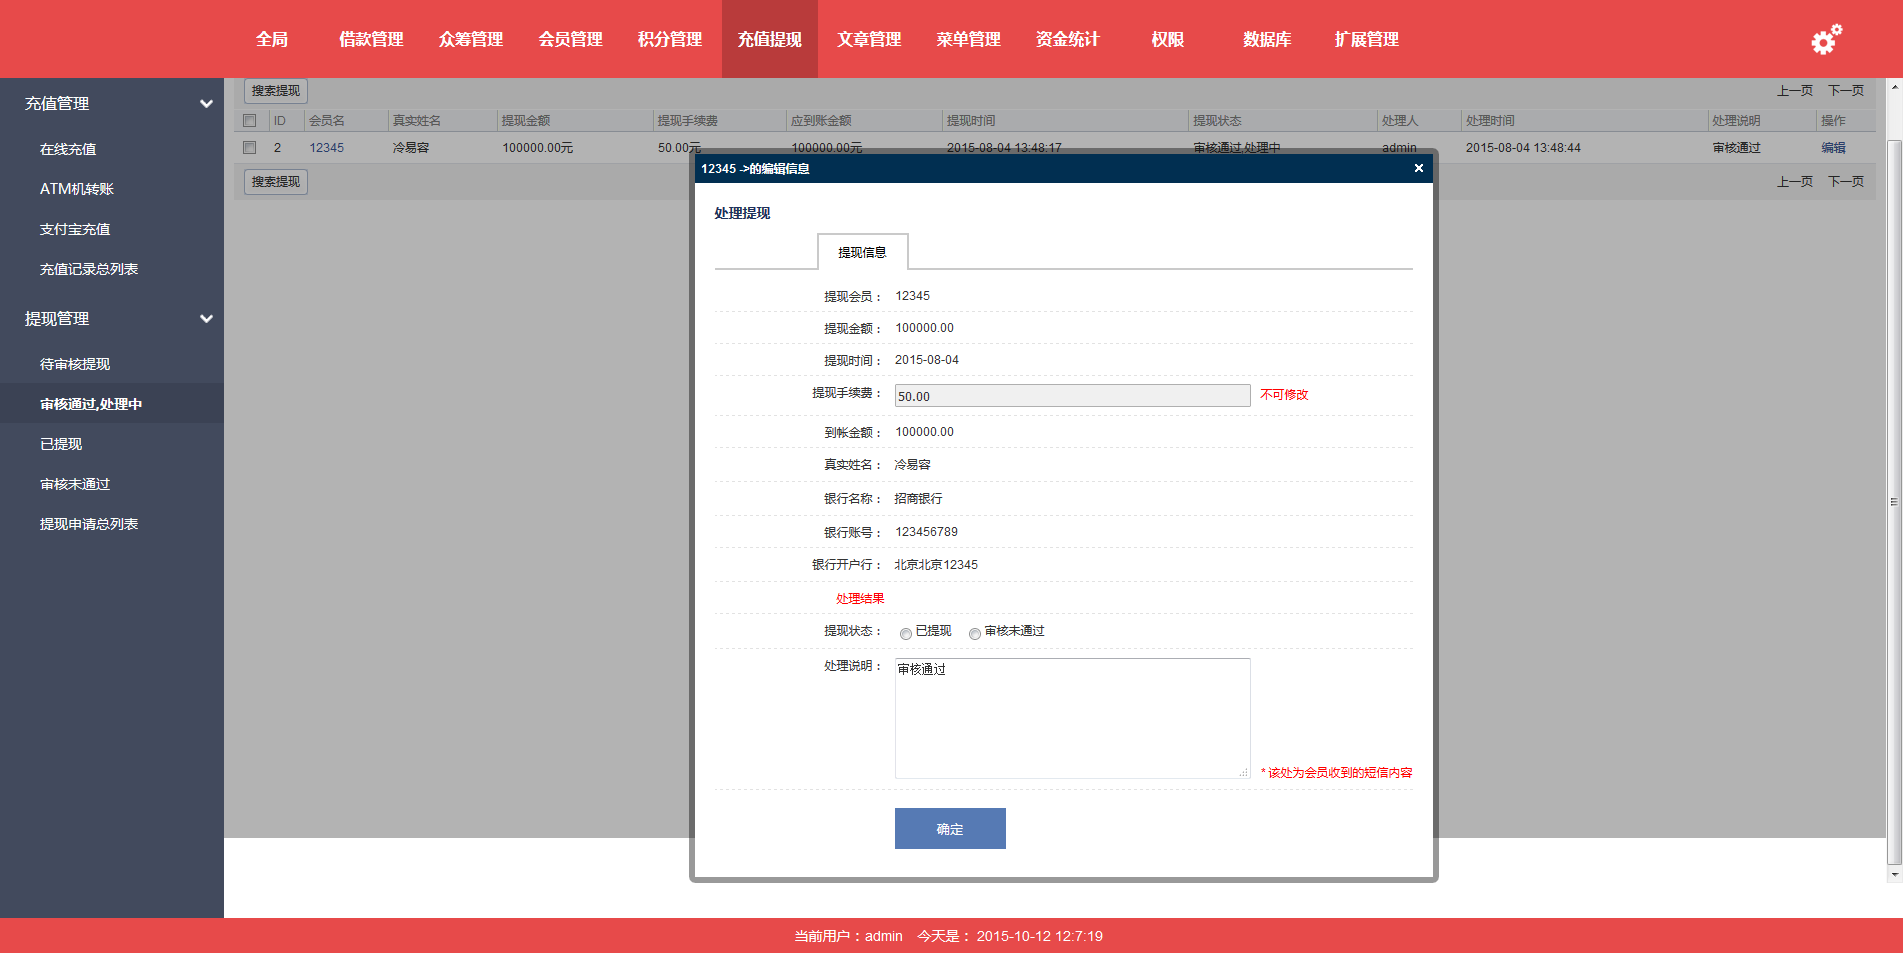 全局 借款管理 众筹管理 会员管理 积分管理 充值提现 文章管理 菜单管理 资金统计 权限 数据库 扩展管理
充值管理
在线充值
ATM机转账
支付宝充值
充值记录总列表
提现管理
待审核提现
审核通过,处理中
已提现
审核未通过
提现申请总列表
搜索提现 上一页 下一页
ID 会员名 真实姓名 提现金额 提现手续费 应到账金额 提现时间 提现状态 处理人 处理时间 处理说明 操作
2 12345 冷易容 100000.00元 50.00元 100000.00元 2015-08-04 13:48:17 审核通过,处理中 admin 2015-08-04 13:48:44 审核通过 编辑
搜索提现 上一页 下一页
12345 ->的编辑信息
处理提现
提现信息
提现会员： 12345
提现金额： 100000.00
提现时间： 2015-08-04
提现手续费： 50.00 不可修改
到帐金额： 100000.00
真实姓名： 冷易容
银行名称： 招商银行
银行账号： 123456789
银行开户行： 北京北京12345
处理结果
提现状态： 已提现 审核未通过
处理说明： 审核通过
* 该处为会员收到的短信内容
确定
当前用户：admin 今天是： 2015-10-12 12:7:19